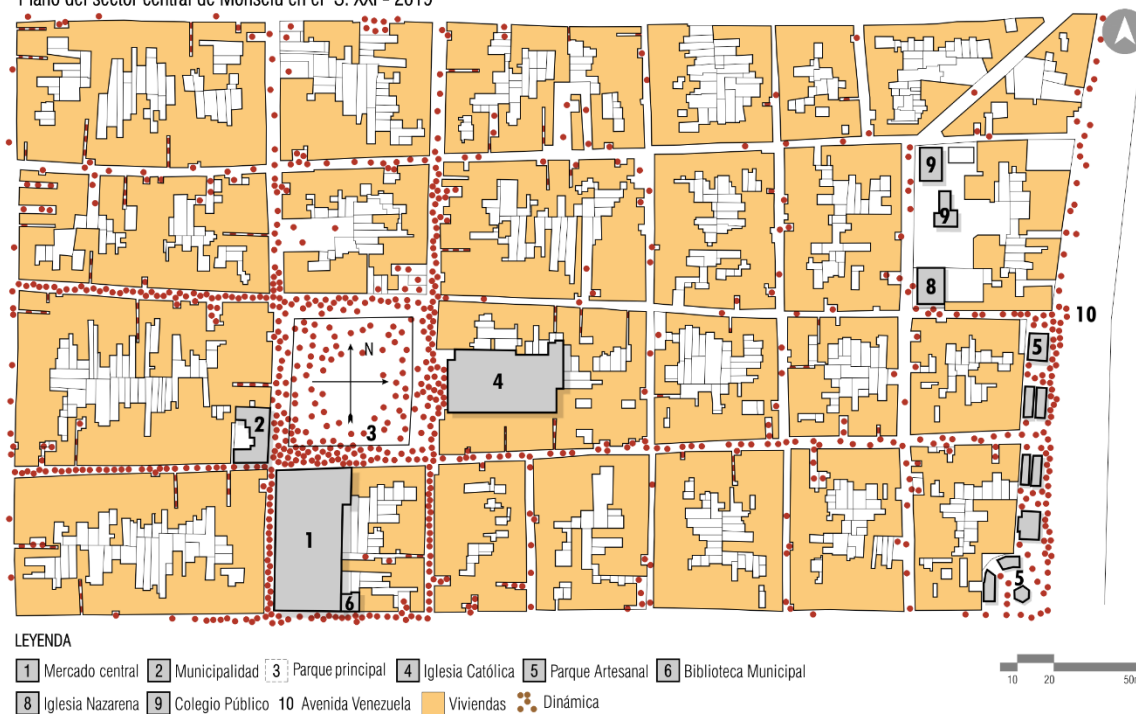 Plano del sector central de Monsefú en el S. XXI - 2019
9
9
8
10
5
N
4
2
3
1
5
6
LEYENDA
1 Mercado central 2 Municipalidad 3 Parque principal 4 Iglesia Católica 5 Parque Artesanal 6 Biblioteca Municipal
8 Iglesia Nazarena 9 Colegio Público 10 Avenida Venezuela Viviendas Dinámica
10 20 50m